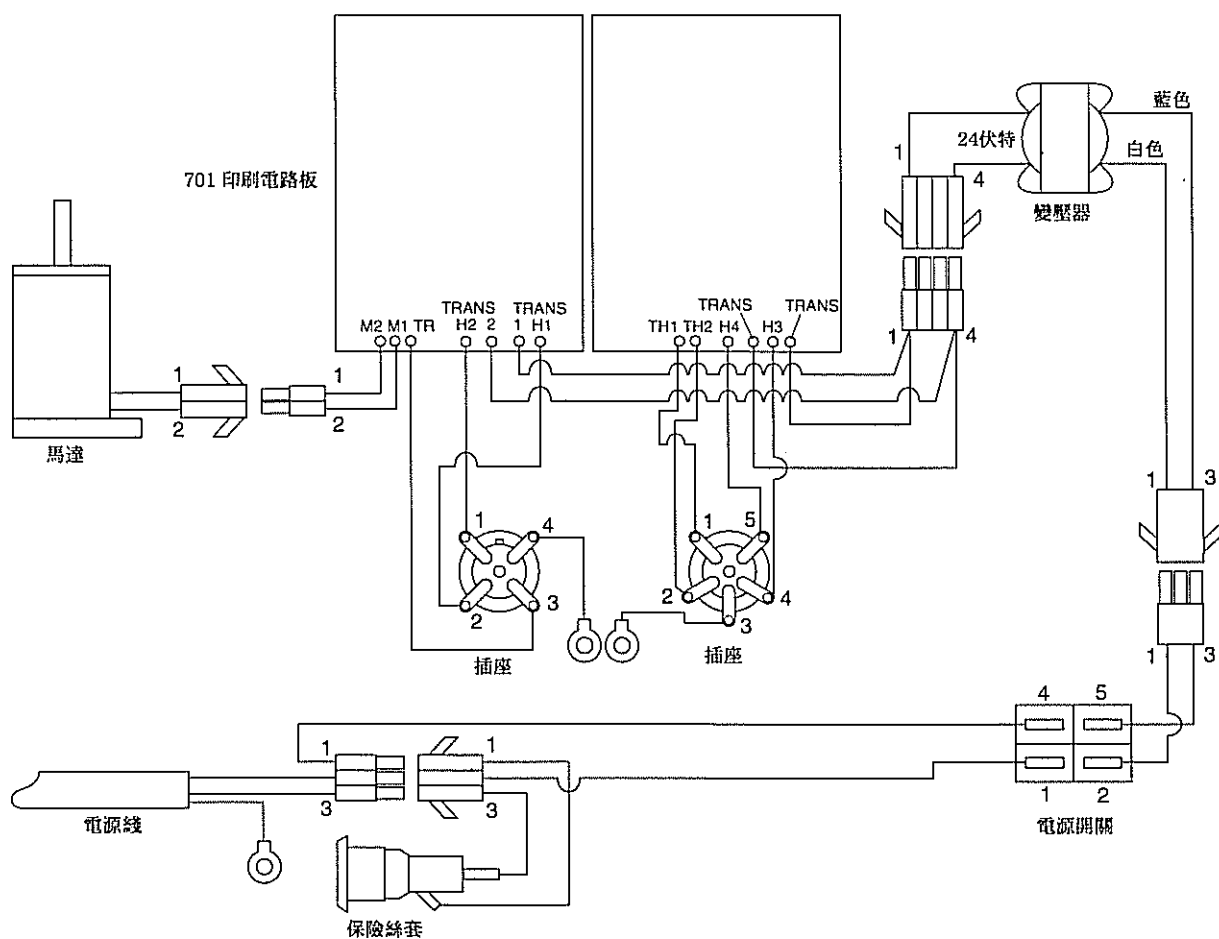 藍色
24伏特
白色
1
4
變壓器
701 印刷電路板
TRANS TRANS
M2 M1 TR H2 2 1 H1
TRANS TRANS
TH1 TH2 H4 H3
1 4
1 1
2 2
馬達
1 3
1 4
2 3
插座
1 5
2 4
3
插座
1 3
4 5
1 2
電源開關
1 1
3 3
電源綫
保險絲套